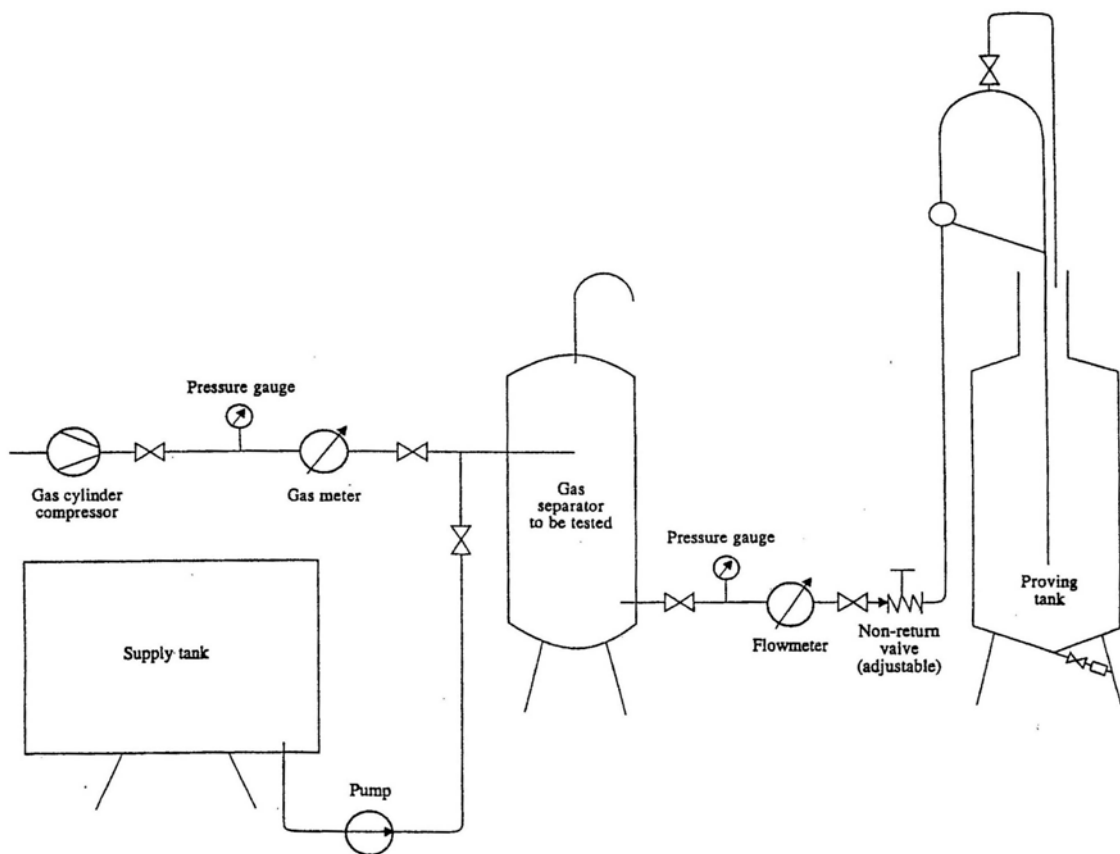 Pressure gauge
Gas cylinder
compressor
Gas meter
Gas
separator
to be tested
Pressure gauge
Flowmeter
Non-return
valve
(adjustable)
Proving
tank
Supply tank
Pump